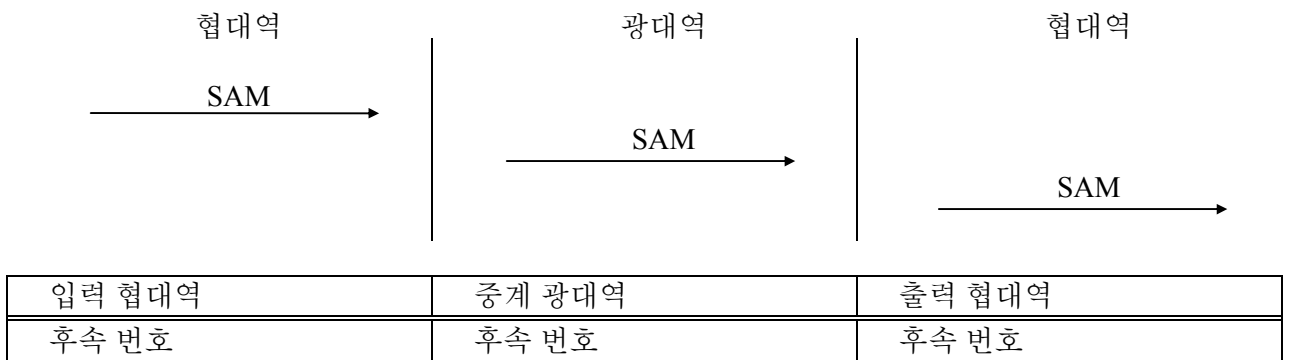 협대역 광대역 협대역
SAM
SAM
SAM
입력 협대역 중계 광대역 출력 협대역
후속 번호 후속 번호 후속 번호